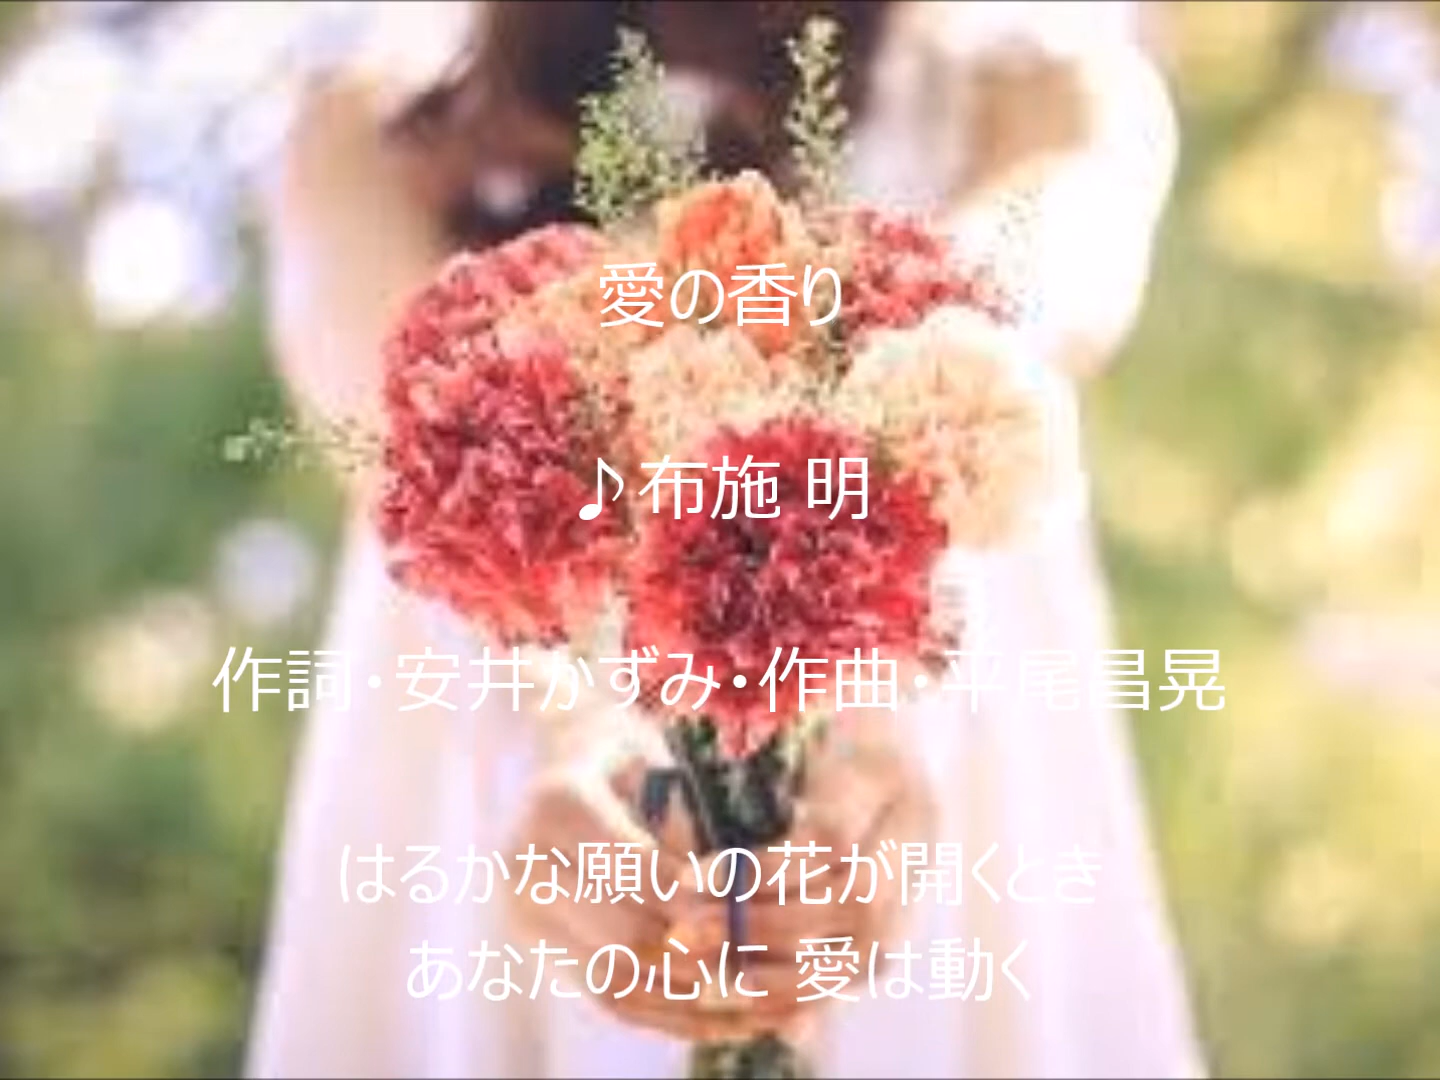 愛の香り
♪布施 明
作詞・安井かずみ・作曲・平尾昌晃
はるかな願いの花が開くとき
あなたの心に 愛は動く